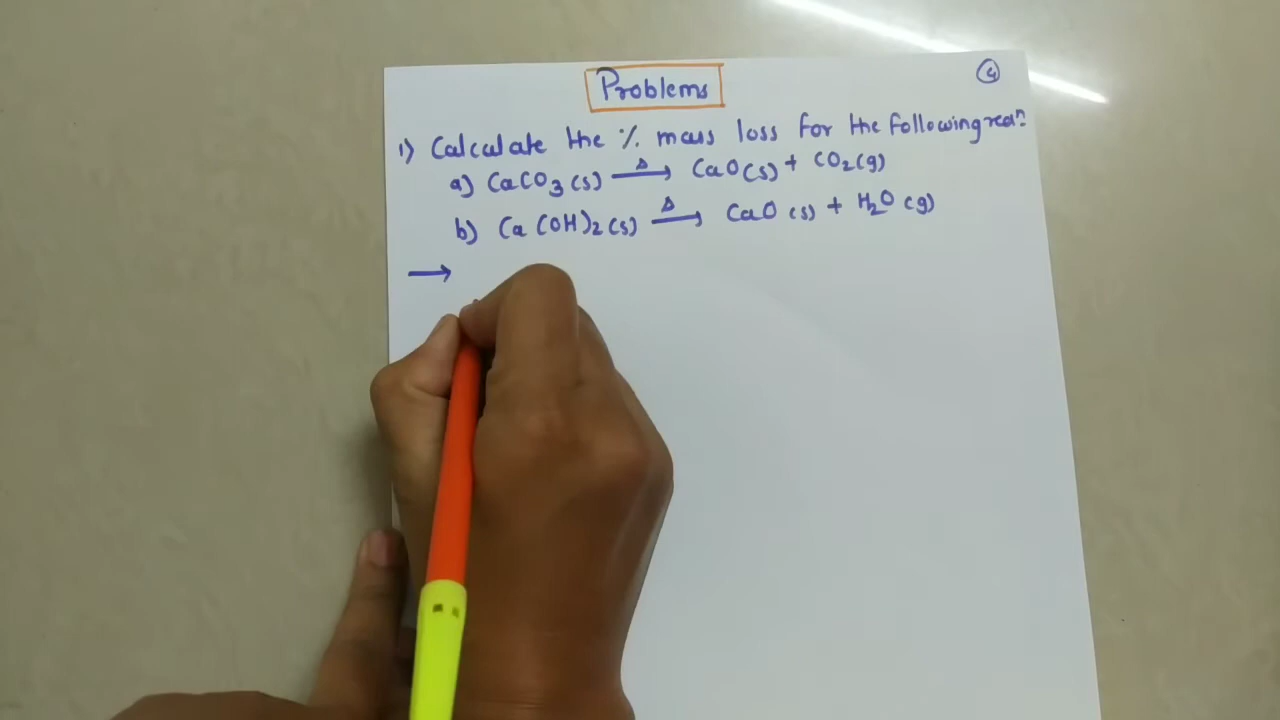 Problems
4
1) Calculate the % mass loss for the following reaⁿ?
a) CaCO₃(s) —Δ→ CaO(s) + CO₂(g)
b) Ca(OH)₂(s) —Δ→ CaO(s) + H₂O(g)
→